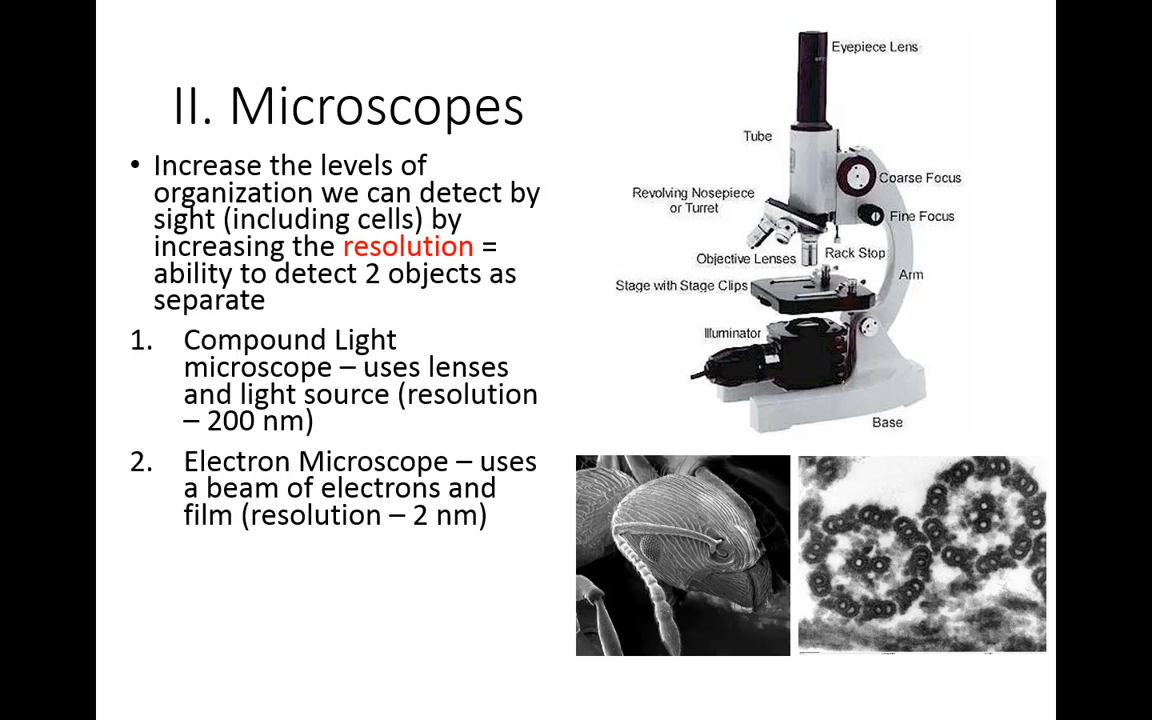 II. Microscopes
• Increase the levels of
organization we can detect by
sight (including cells) by
increasing the resolution =
ability to detect 2 objects as
separate
1. Compound Light
microscope – uses lenses
and light source (resolution
– 200 nm)
2. Electron Microscope – uses
a beam of electrons and
film (resolution – 2 nm)
Eyepiece Lens
Tube
Coarse Focus
Revolving Nosepiece
or Turret
Fine Focus
Objective Lenses
Rack Stop
Arm
Stage with Stage Clips
Illuminator
Base